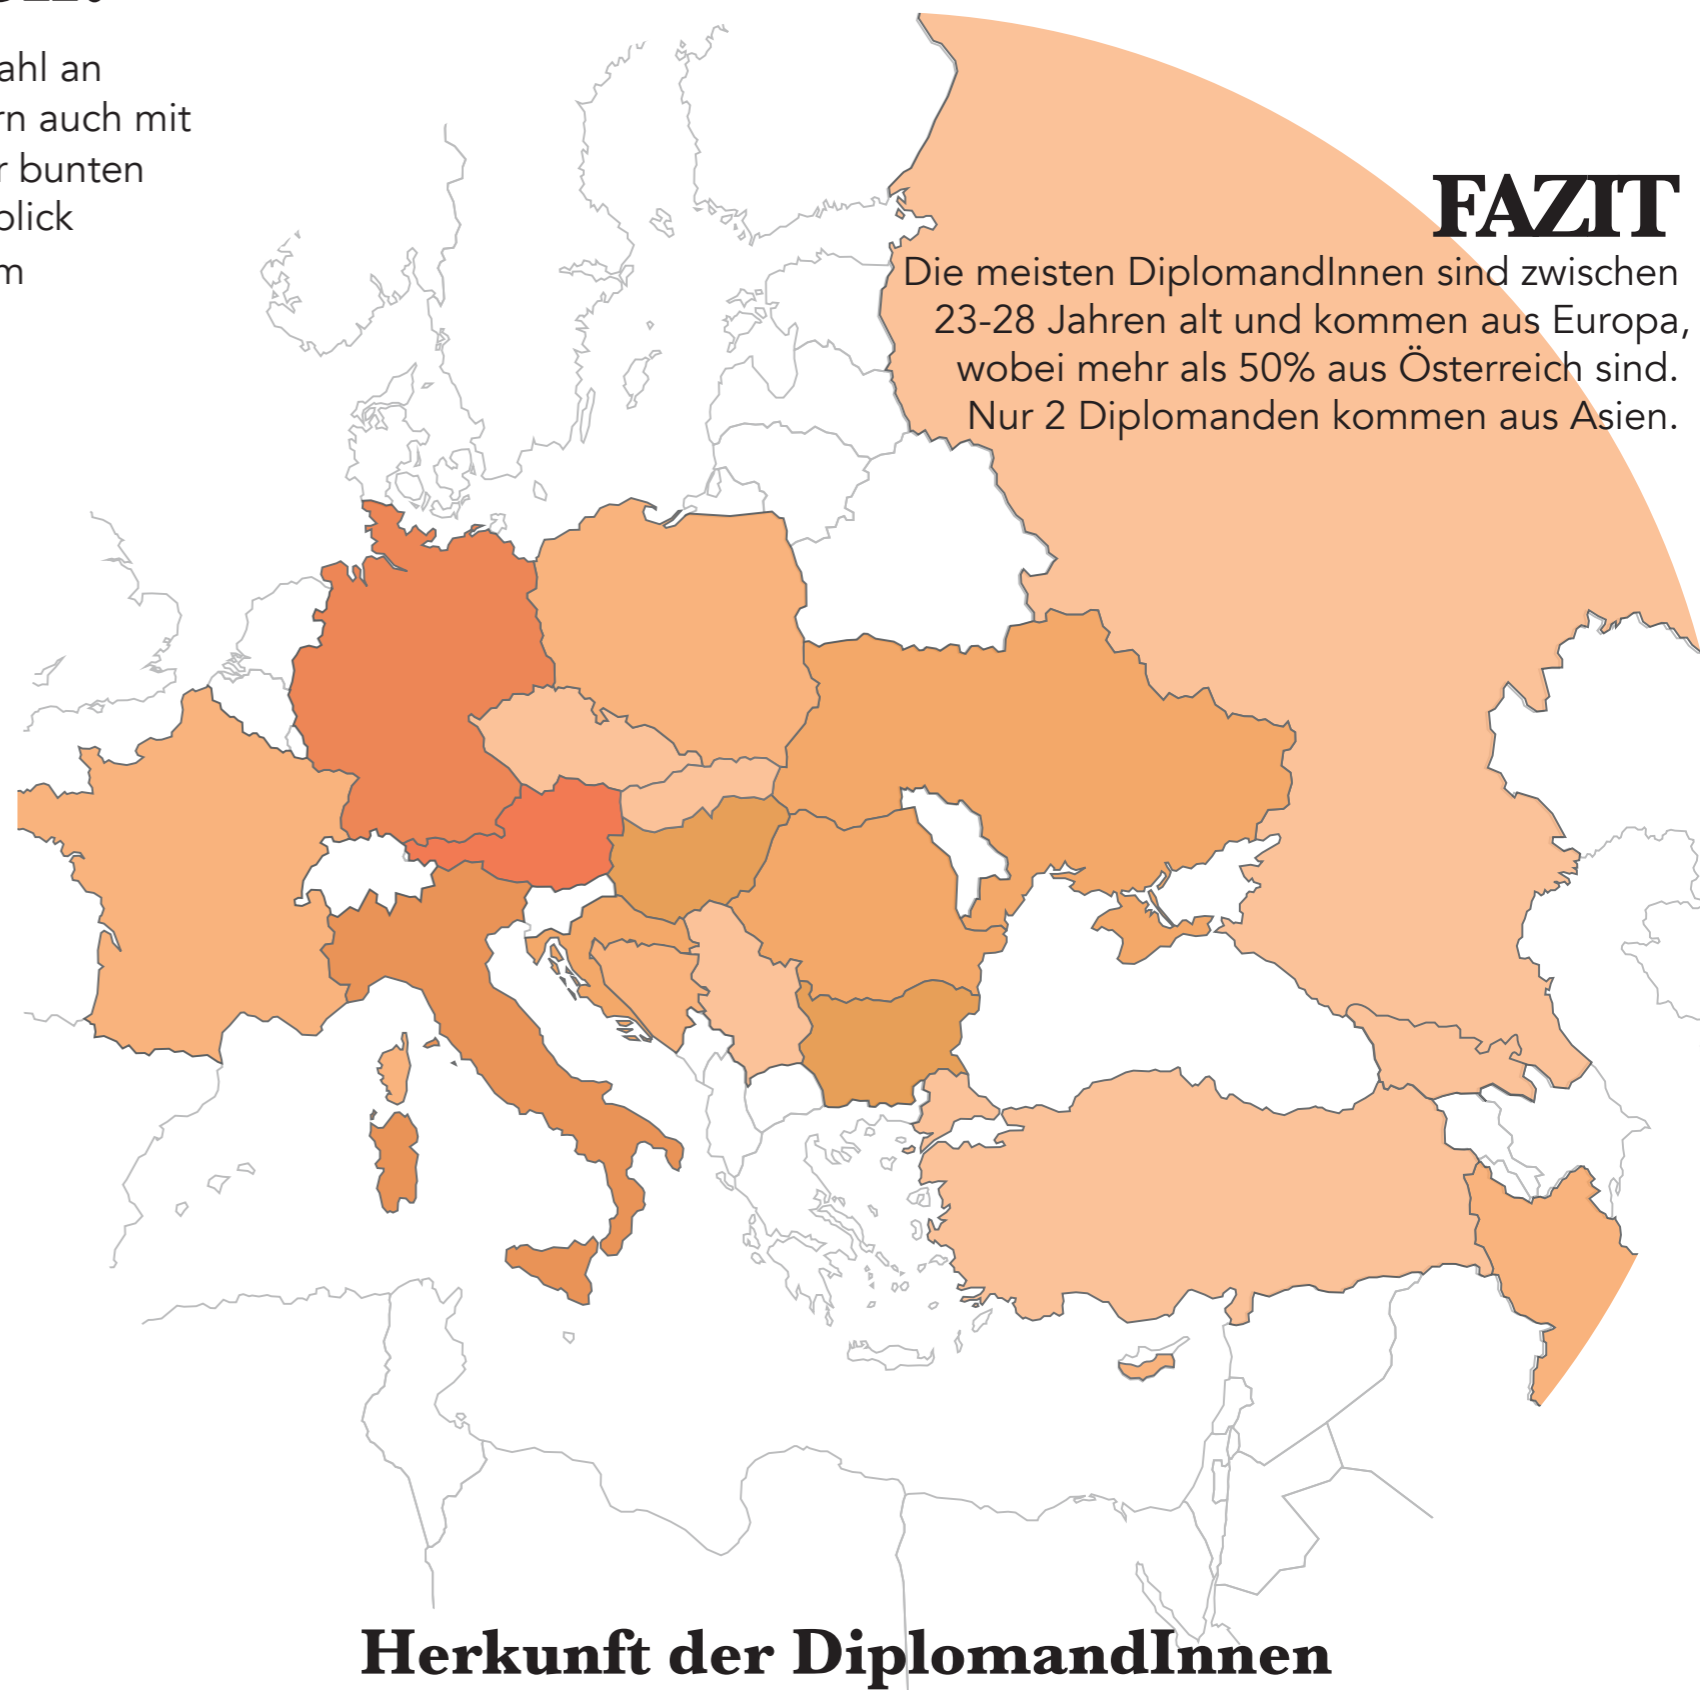 ahl an
rn auch mit
r bunten
blick
m
FAZIT
Die meisten DiplomandInnen sind zwischen
23-28 Jahren alt und kommen aus Europa,
wobei mehr als 50% aus Österreich sind.
Nur 2 Diplomanden kommen aus Asien.
Herkunft der DiplomandInnen